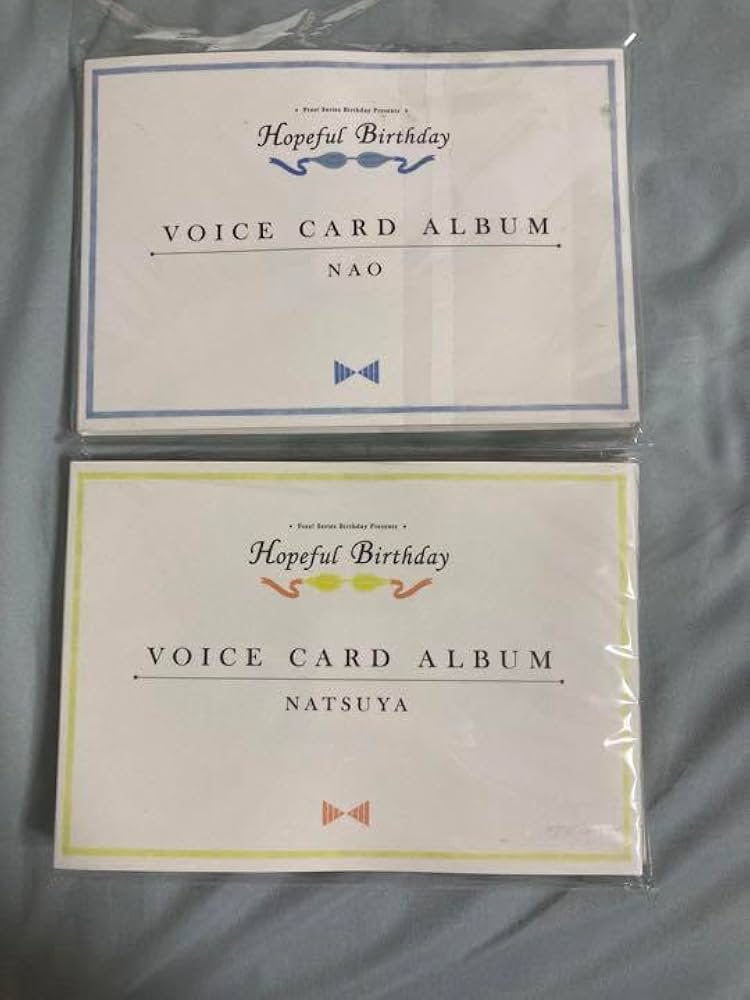 • Free! Series Birthday Presents •
Hopeful Birthday
VOICE CARD ALBUM
NAO
• Free! Series Birthday Presents •
Hopeful Birthday
VOICE CARD ALBUM
NATSUYA